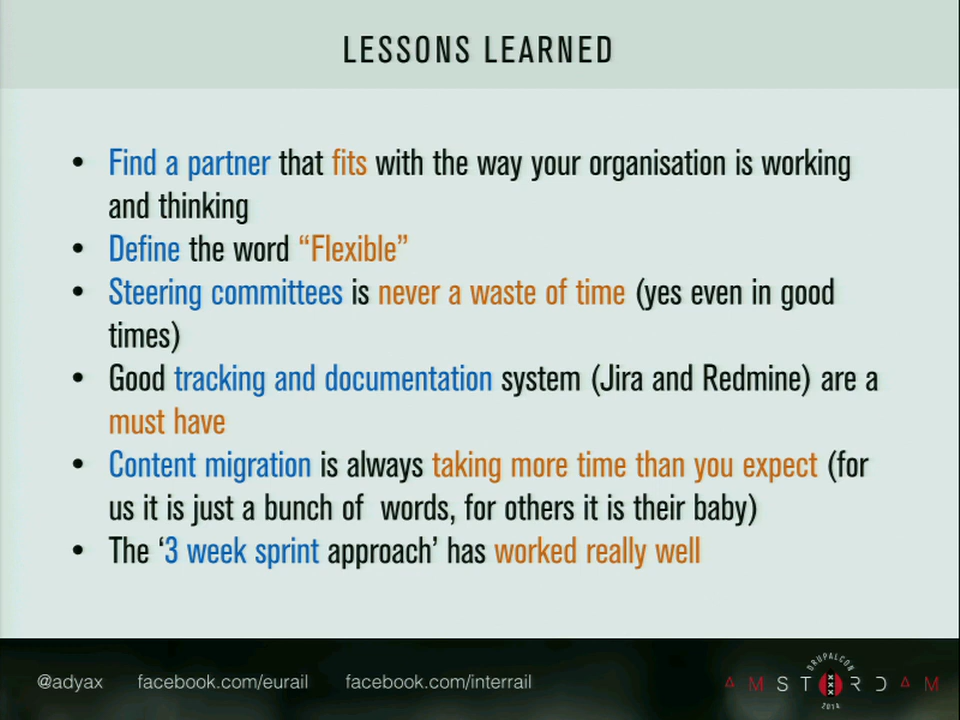 LESSONS LEARNED
• Find a partner that fits with the way your organisation is working
and thinking
• Define the word “Flexible”
• Steering committees is never a waste of time (yes even in good
times)
• Good tracking and documentation system (Jira and Redmine) are a
must have
• Content migration is always taking more time than you expect (for
us it is just a bunch of  words, for others it is their baby)
• The ‘3 week sprint approach’ has worked really well
@adyax facebook.com/eurail facebook.com/interrail
DRUPALCON
AMSTERDAM
2014